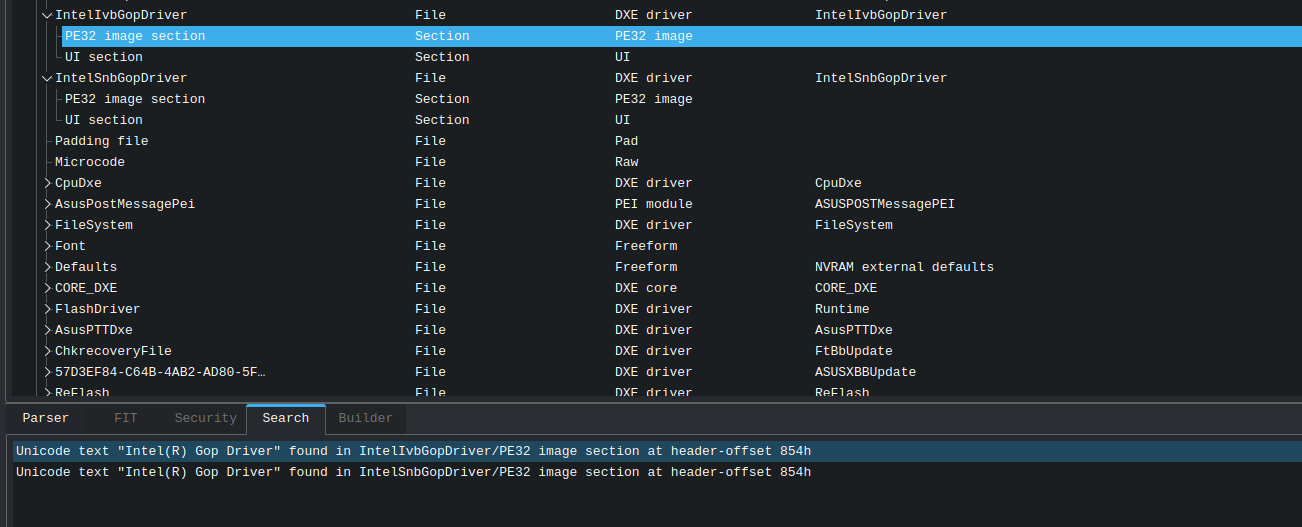 IntelIvbGopDriver File DXE driver IntelIvbGopDriver
PE32 image section Section PE32 image
UI section Section UI
IntelSnbGopDriver File DXE driver IntelSnbGopDriver
PE32 image section Section PE32 image
UI section Section UI
Padding file File Pad
Microcode File Raw
CpuDxe File DXE driver CpuDxe
AsusPostMessagePei File PEI module ASUSPOSTMessagePEI
FileSystem File DXE driver FileSystem
Font File Freeform
Defaults File Freeform NVRAM external defaults
CORE_DXE File DXE core CORE_DXE
FlashDriver File DXE driver Runtime
AsusPTTDxe File DXE driver AsusPTTDxe
ChkrecoveryFile File DXE driver FtBbUpdate
57D3EF84-C64B-4AB2-AD80-5F… File DXE driver ASUSXBBUpdate
ReFlash File DXE driver ReFlash
Parser FIT Security Search Builder
Unicode text "Intel(R) Gop Driver" found in IntelIvbGopDriver/PE32 image section at header-offset 854h
Unicode text "Intel(R) Gop Driver" found in IntelSnbGopDriver/PE32 image section at header-offset 854h